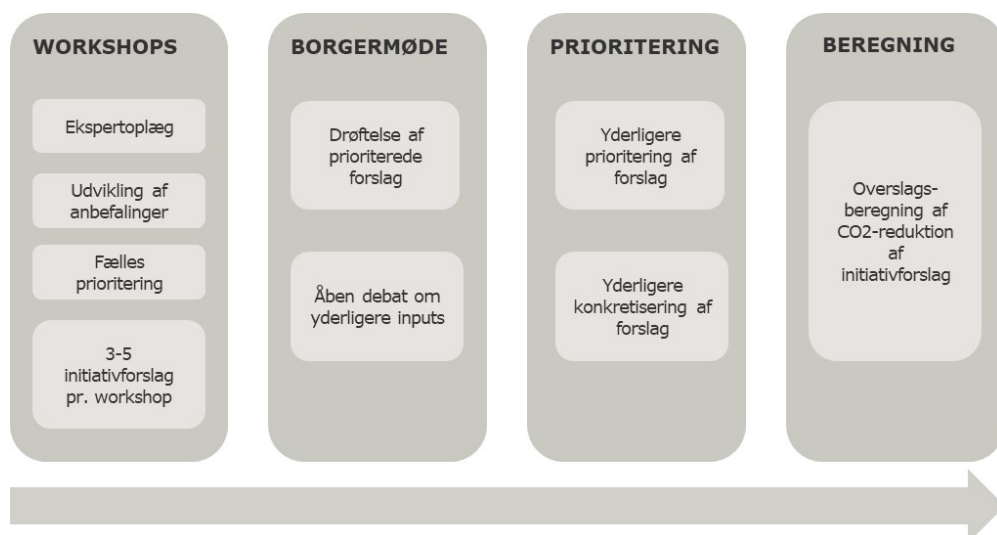 WORKSHOPS
Ekspertoplæg
Udvikling af
anbefalinger
Fælles
prioritering
3-5
initiativforslag
pr. workshop
BORGERMØDE
Drøftelse af
prioriterede
forslag
Åben debat om
yderligere inputs
PRIORITERING
Yderligere
prioritering af
forslag
Yderligere
konkretisering af
forslag
BEREGNING
Overslags-
beregning af
CO2-reduktion
af
initiativforslag